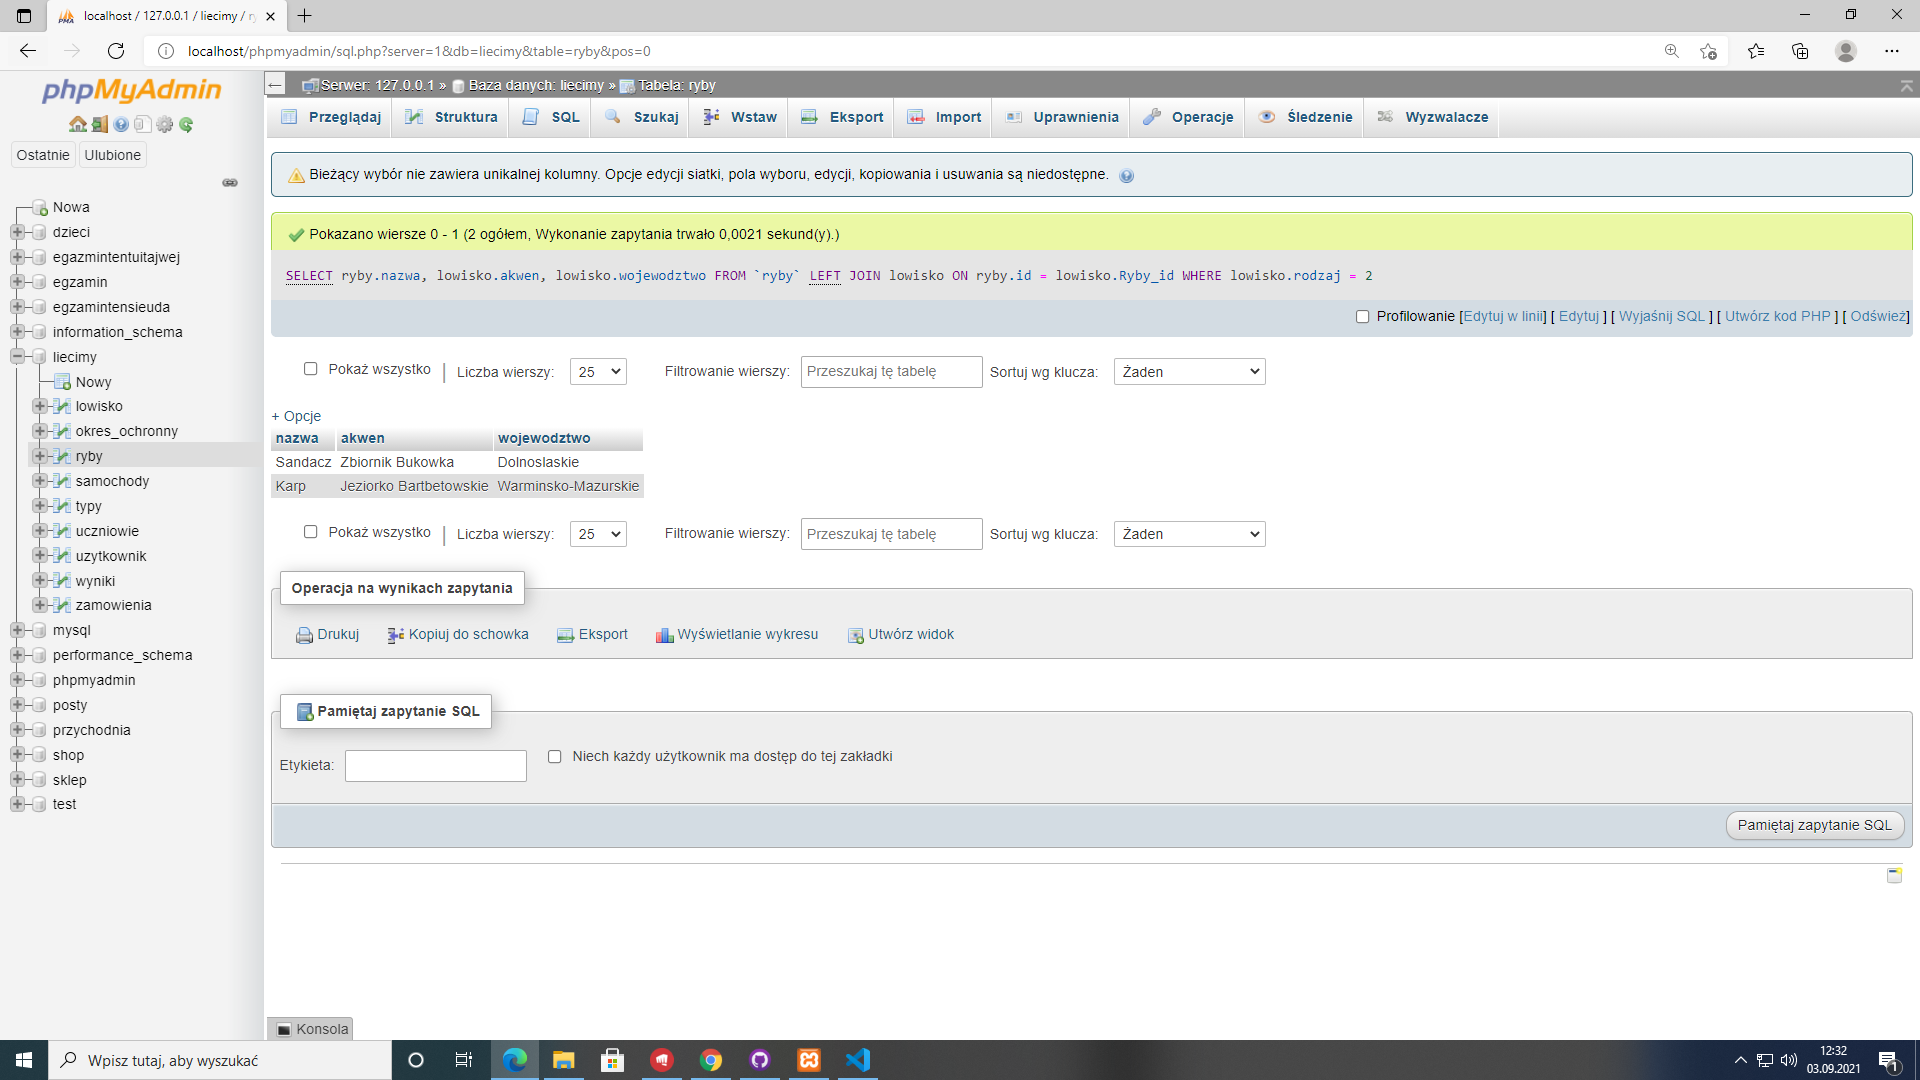 localhost / 127.0.0.1 / liecimy / ry
localhost/phpmyadmin/sql.php?server=1&db=liecimy&table=ryby&pos=0
phpMyAdmin
Ostatnie Ulubione
Nowa
dzieci
egazmintentuitajwej
egzamin
egzamintensieuda
information_schema
liecimy
Nowy
lowisko
okres_ochronny
ryby
samochody
typy
uczniowie
uzytkownik
wyniki
zamowienia
mysql
performance_schema
phpmyadmin
posty
przychodnia
shop
sklep
test
Serwer: 127.0.0.1 » Baza danych: liecimy » Tabela: ryby
Przeglądaj Struktura SQL Szukaj Wstaw Eksport Import Uprawnienia Operacje Śledzenie Wyzwalacze
Bieżący wybór nie zawiera unikalnej kolumny. Opcje edycji siatki, pola wyboru, edycji, kopiowania i usuwania są niedostępne.
Pokazano wiersze 0 - 1 (2 ogółem, Wykonanie zapytania trwało 0,0021 sekund(y).)
SELECT ryby.nazwa, lowisko.akwen, lowisko.wojewodztwo FROM `ryby` LEFT JOIN lowisko ON ryby.id = lowisko.Ryby_id WHERE lowisko.rodzaj = 2
Profilowanie [Edytuj w linii] [ Edytuj ] [ Wyjaśnij SQL ] [ Utwórz kod PHP ] [ Odśwież]
Pokaż wszystko | Liczba wierszy: 25 Filtrowanie wierszy: Przeszukaj tę tabelę Sortuj wg klucza: Żaden
+ Opcje
nazwa akwen wojewodztwo
Sandacz Zbiornik Bukowka Dolnoslaskie
Karp Jeziorko Bartbetowskie Warminsko-Mazurskie
Pokaż wszystko | Liczba wierszy: 25 Filtrowanie wierszy: Przeszukaj tę tabelę Sortuj wg klucza: Żaden
Operacja na wynikach zapytania
Drukuj Kopiuj do schowka Eksport Wyświetlanie wykresu Utwórz widok
Pamiętaj zapytanie SQL
Etykieta: Niech każdy użytkownik ma dostęp do tej zakładki
Pamiętaj zapytanie SQL
Konsola
Wpisz tutaj, aby wyszukać
12:32
03.09.2021
1